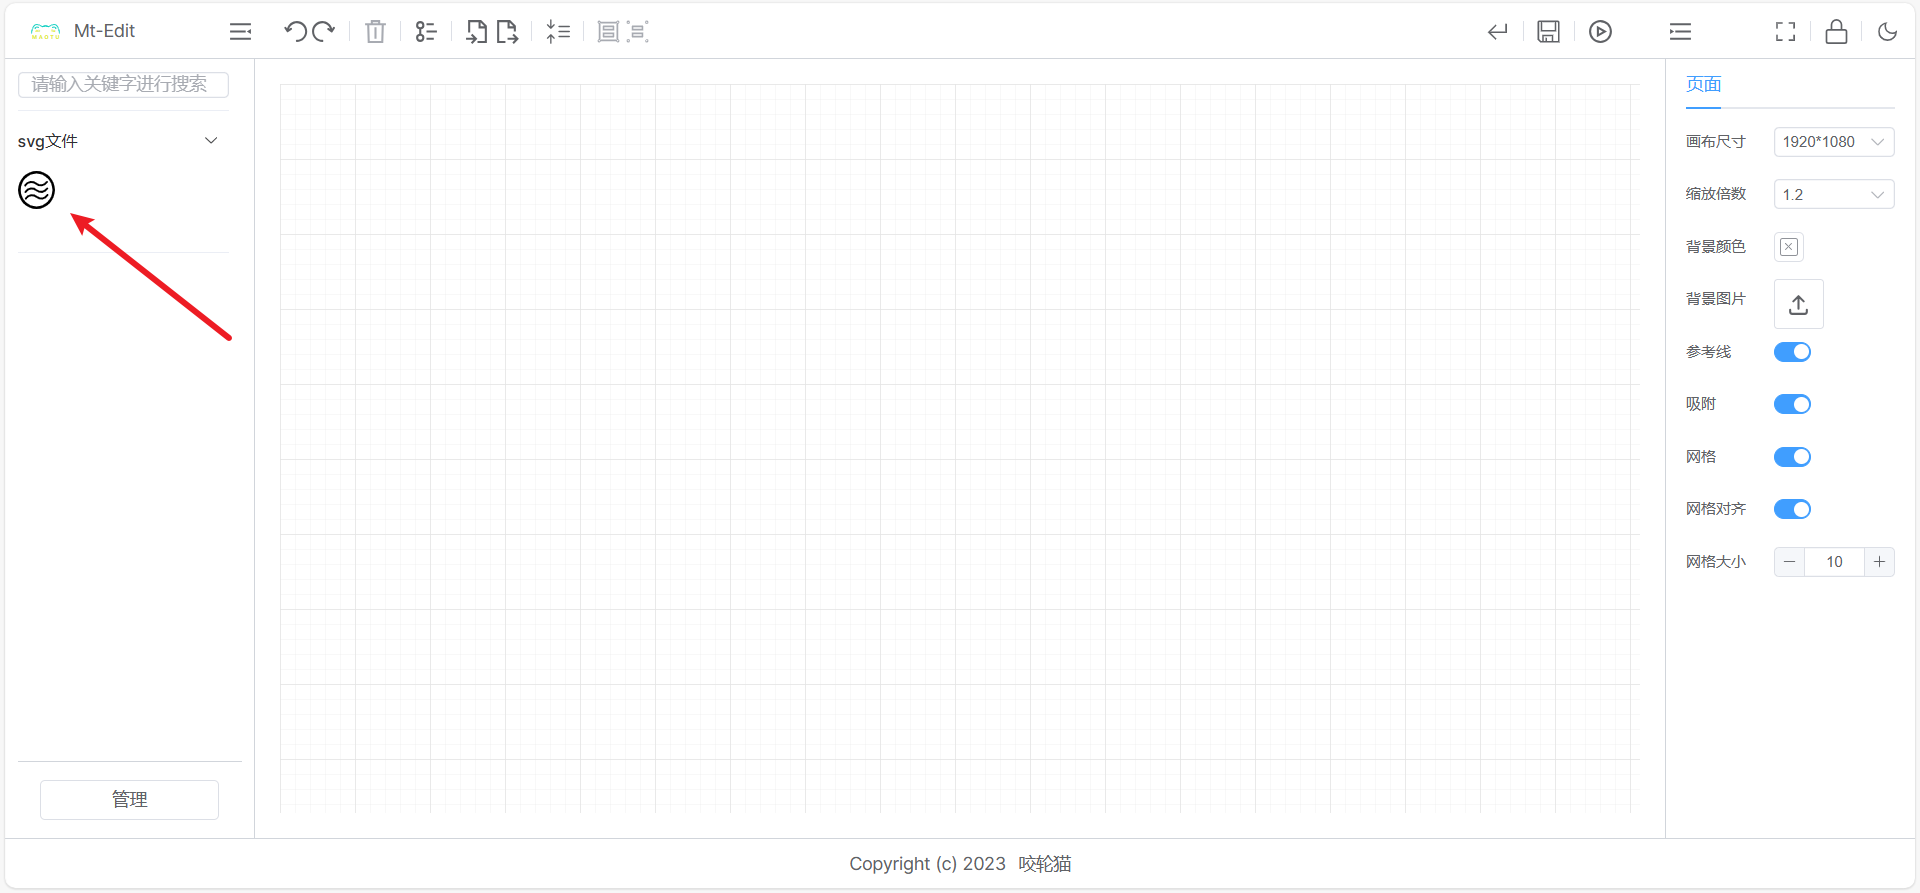 MAOTU
Mt-Edit
请输入关键字进行搜索
svg文件
管理
页面
画布尺寸 1920*1080
缩放倍数 1.2
背景颜色
背景图片
参考线
吸附
网格
网格对齐
网格大小 10
Copyright (c) 2023 咬轮猫